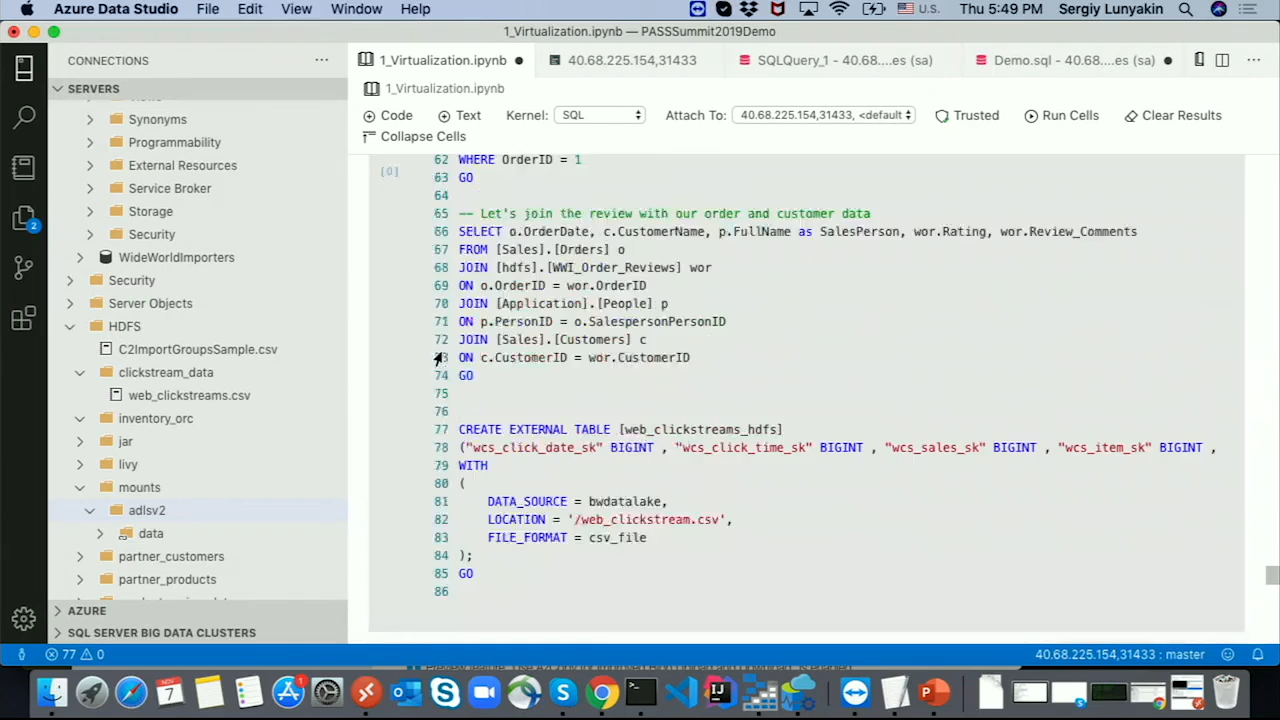 Azure Data Studio File Edit View Window Help U.S. Thu 5:49 PM Sergiy Lunyakin
1_Virtualization.ipynb — PASSSummit2019Demo
CONNECTIONS
1_Virtualization.ipynb 40.68.225.154,31433 SQLQuery_1 - 40.68....es (sa) Demo.sql - 40.68....es (sa)
SERVERS
1_Virtualization.ipynb
Code Text Kernel: SQL Attach To: 40.68.225.154,31433, <default Trusted Run Cells Clear Results
Collapse Cells
Synonyms
Programmability
External Resources
Service Broker
Storage
Security
WideWorldImporters
Security
Server Objects
HDFS
C2ImportGroupsSample.csv
clickstream_data
web_clickstreams.csv
inventory_orc
jar
livy
mounts
adlsv2
data
partner_customers
partner_products
AZURE
SQL SERVER BIG DATA CLUSTERS
2
[0]
62 WHERE OrderID = 1
63 GO
64
65 -- Let's join the review with our order and customer data
66 SELECT o.OrderDate, c.CustomerName, p.FullName as SalesPerson, wor.Rating, wor.Review_Comments
67 FROM [Sales].[Orders] o
68 JOIN [hdfs].[WWI_Order_Reviews] wor
69 ON o.OrderID = wor.OrderID
70 JOIN [Application].[People] p
71 ON p.PersonID = o.SalespersonPersonID
72 JOIN [Sales].[Customers] c
73 ON c.CustomerID = wor.CustomerID
74 GO
75
76
77 CREATE EXTERNAL TABLE [web_clickstreams_hdfs]
78 ("wcs_click_date_sk" BIGINT , "wcs_click_time_sk" BIGINT , "wcs_sales_sk" BIGINT , "wcs_item_sk" BIGINT ,
79 WITH
80 (
81 DATA_SOURCE = bwdatalake,
82 LOCATION = '/web_clickstream.csv',
83 FILE_FORMAT = csv_file
84 );
85 GO
86
77 0 40.68.225.154,31433 : master
NOV 7 1